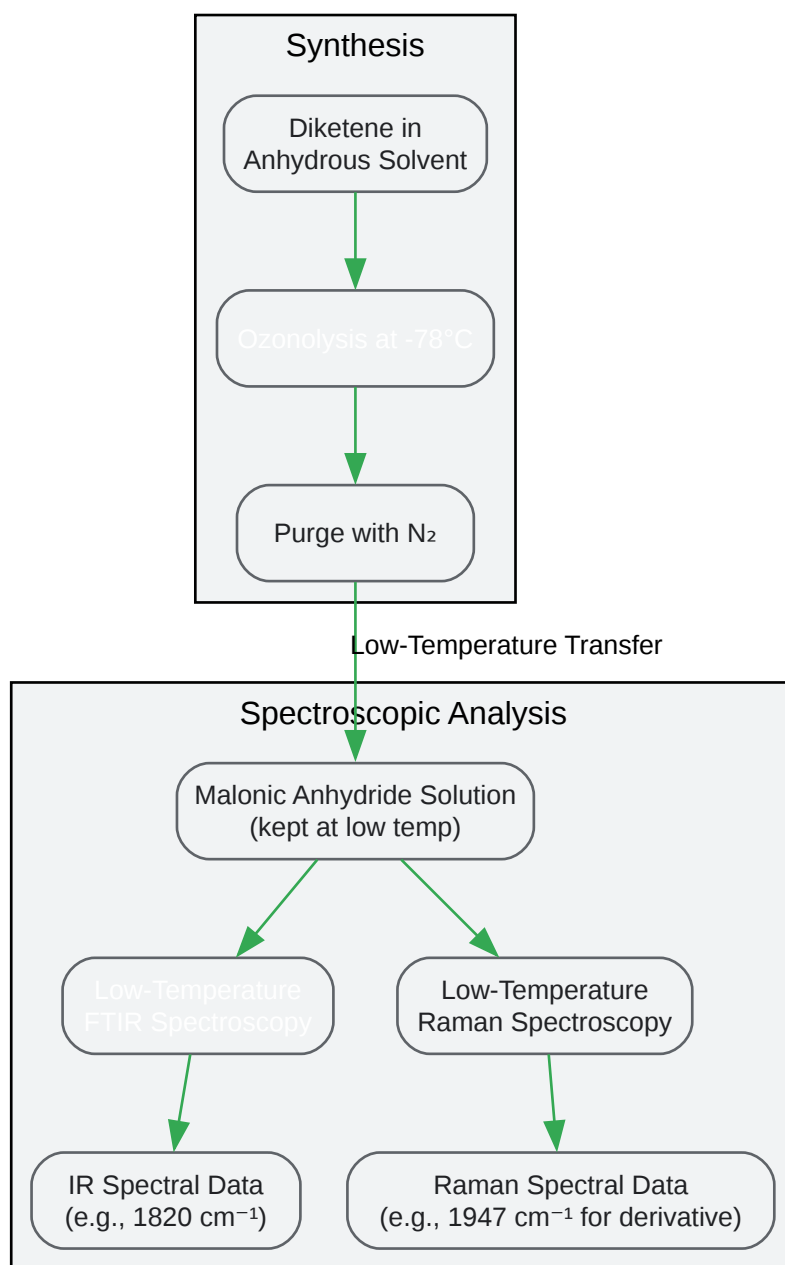 Synthesis
Diketene in
Anhydrous Solvent
Ozonolysis at -78°C
Purge with N₂
Low-Temperature Transfer
Spectroscopic Analysis
Malonic Anhydride Solution
(kept at low temp)
Low-Temperature
FTIR Spectroscopy
Low-Temperature
Raman Spectroscopy
IR Spectral Data
(e.g., 1820 cm⁻¹)
Raman Spectral Data
(e.g., 1947 cm⁻¹ for derivative)